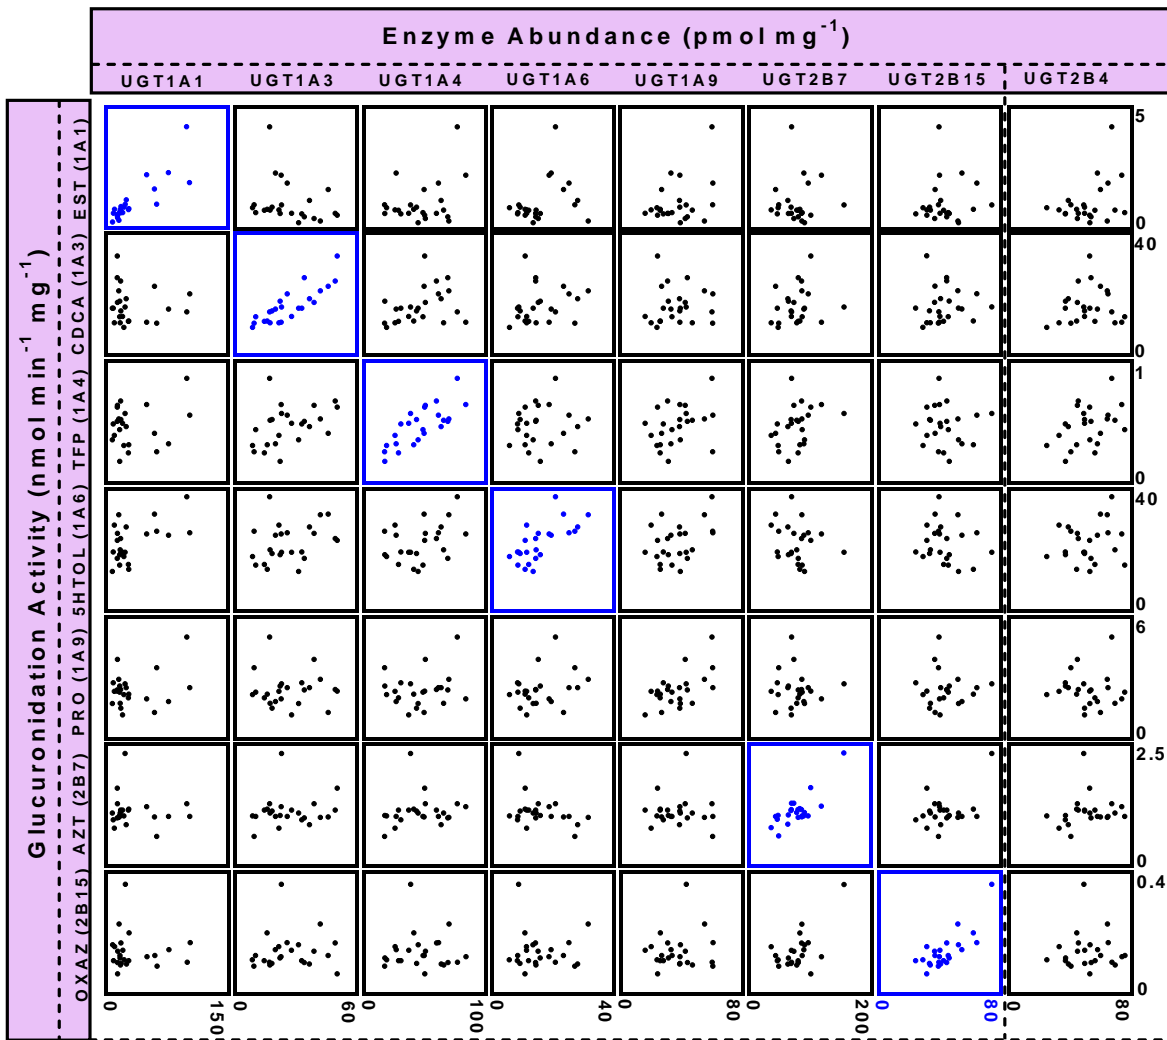 Enzyme Abundance (pmol mg⁻¹)
UGT1A1 UGT1A3 UGT1A4 UGT1A6 UGT1A9 UGT2B7 UGT2B15 UGT2B4
Glucuronidation Activity (nmol min⁻¹ mg⁻¹)
EST (1A1)
5
0
CDCA (1A3)
40
0
TFP (1A4)
1
0
5HTOL (1A6)
40
0
PRO (1A9)
6
0
AZT (2B7)
2.5
0
OXAZ (2B15)
0.4
0
0 150 0 60 0 100 0 40 0 80 0 200 0 80 0 80